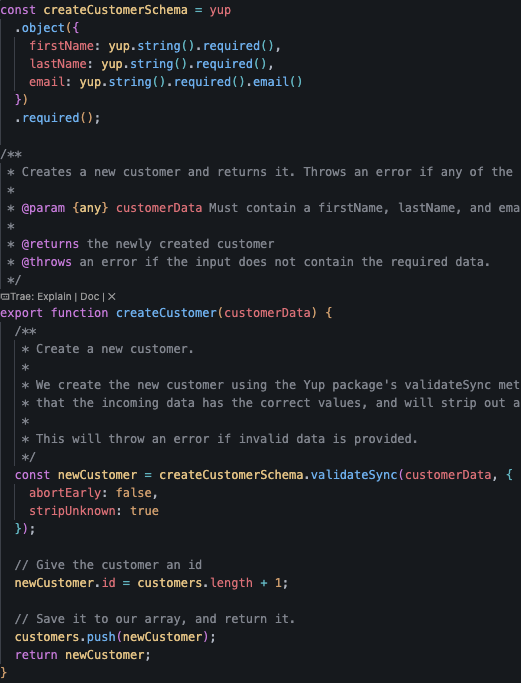 const createCustomerSchema = yup
.object({
firstName: yup.string().required(),
lastName: yup.string().required(),
email: yup.string().required().email()
})
.required();
/**
* Creates a new customer and returns it. Throws an error if any of the
*
* @param {any} customerData Must contain a firstName, lastName, and ema
*
* @returns the newly created customer
* @throws an error if the input does not contain the required data.
*/
Trae: Explain | Doc | X
export function createCustomer(customerData) {
/**
* Create a new customer.
*
* We create the new customer using the Yup package's validateSync met
* that the incoming data has the correct values, and will strip out a
*
* This will throw an error if invalid data is provided.
*/
const newCustomer = createCustomerSchema.validateSync(customerData, {
abortEarly: false,
stripUnknown: true
});
// Give the customer an id
newCustomer.id = customers.length + 1;
// Save it to our array, and return it.
customers.push(newCustomer);
return newCustomer;
}